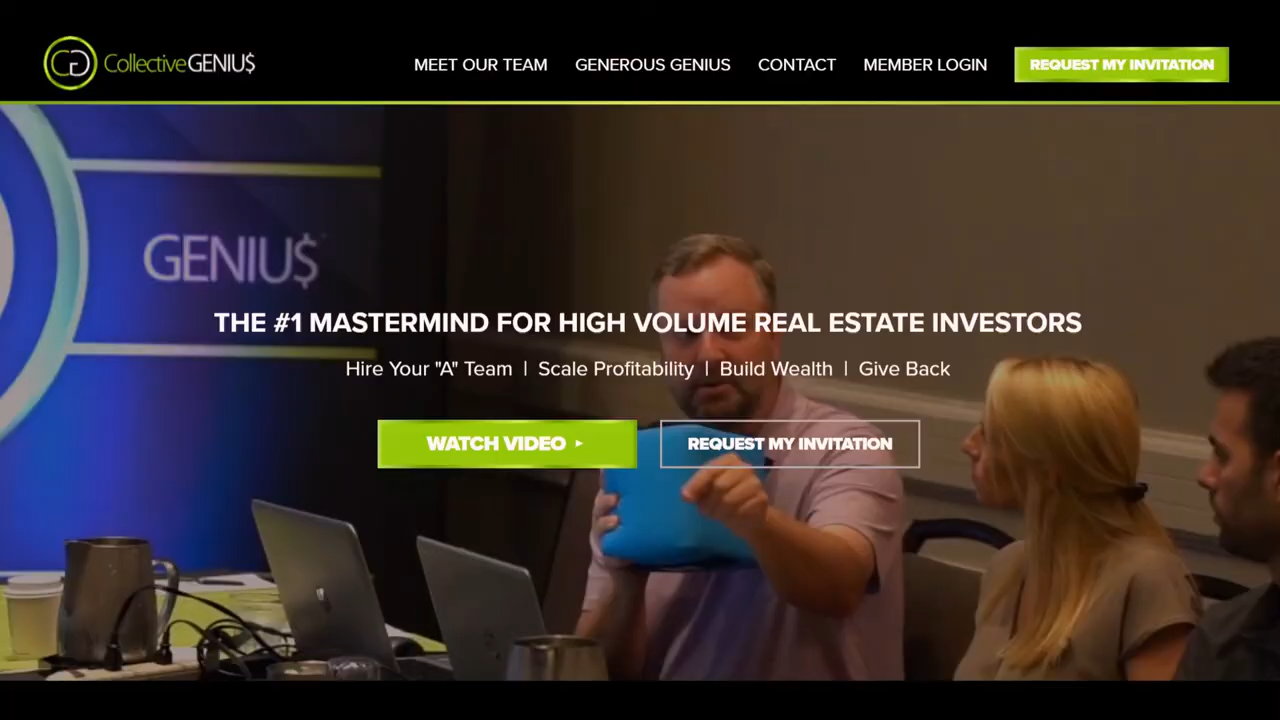 CG CollectiveGENIU$
MEET OUR TEAM GENEROUS GENIUS CONTACT MEMBER LOGIN REQUEST MY INVITATION
GENIU$
THE #1 MASTERMIND FOR HIGH VOLUME REAL ESTATE INVESTORS
Hire Your "A" Team | Scale Profitability | Build Wealth | Give Back
WATCH VIDEO ▸ REQUEST MY INVITATION